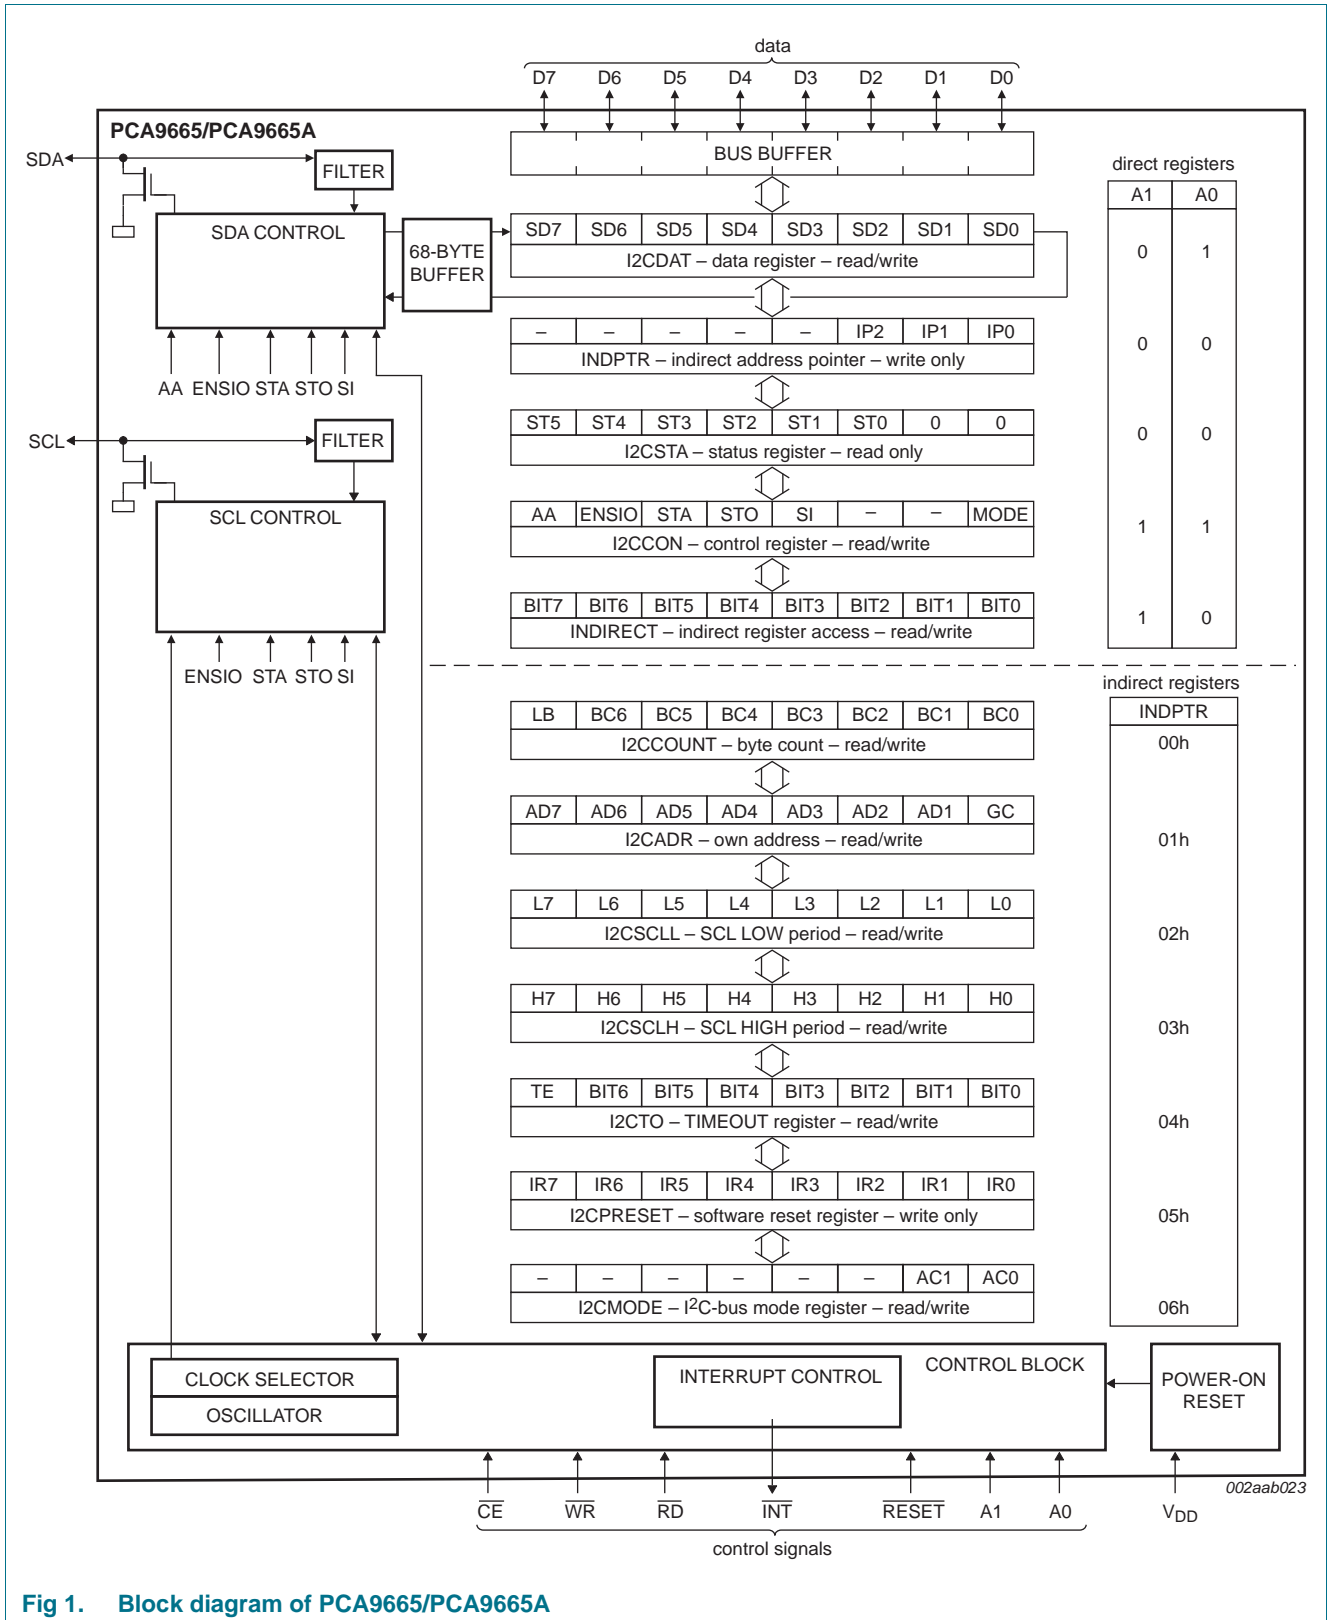 data
D7 D6 D5 D4 D3 D2 D1 D0
PCA9665/PCA9665A
BUS BUFFER
SDA
FILTER
direct registers
A1 A0
SDA CONTROL
68-BYTE
BUFFER
SD7 SD6 SD5 SD4 SD3 SD2 SD1 SD0
I2CDAT – data register – read/write
0 1
– – – – – IP2 IP1 IP0
INDPTR – indirect address pointer – write only
0 0
AA ENSIO STA STO SI
ST5 ST4 ST3 ST2 ST1 ST0 0 0
I2CSTA – status register – read only
0 0
SCL
FILTER
SCL CONTROL
AA ENSIO STA STO SI – – MODE
I2CCON – control register – read/write
1 1
BIT7 BIT6 BIT5 BIT4 BIT3 BIT2 BIT1 BIT0
INDIRECT – indirect register access – read/write
1 0
ENSIO STA STO SI
indirect registers
INDPTR
LB BC6 BC5 BC4 BC3 BC2 BC1 BC0
I2CCOUNT – byte count – read/write
00h
AD7 AD6 AD5 AD4 AD3 AD2 AD1 GC
I2CADR – own address – read/write
01h
L7 L6 L5 L4 L3 L2 L1 L0
I2CSCLL – SCL LOW period – read/write
02h
H7 H6 H5 H4 H3 H2 H1 H0
I2CSCLH – SCL HIGH period – read/write
03h
TE BIT6 BIT5 BIT4 BIT3 BIT2 BIT1 BIT0
I2CTO – TIMEOUT register – read/write
04h
IR7 IR6 IR5 IR4 IR3 IR2 IR1 IR0
I2CPRESET – software reset register – write only
05h
– – – – – – AC1 AC0
I2CMODE – I2C-bus mode register – read/write
06h
CLOCK SELECTOR
OSCILLATOR
INTERRUPT CONTROL
CONTROL BLOCK
POWER-ON
RESET
002aab023
CE WR RD INT RESET A1 A0 VDD
control signals
Fig 1. Block diagram of PCA9665/PCA9665A